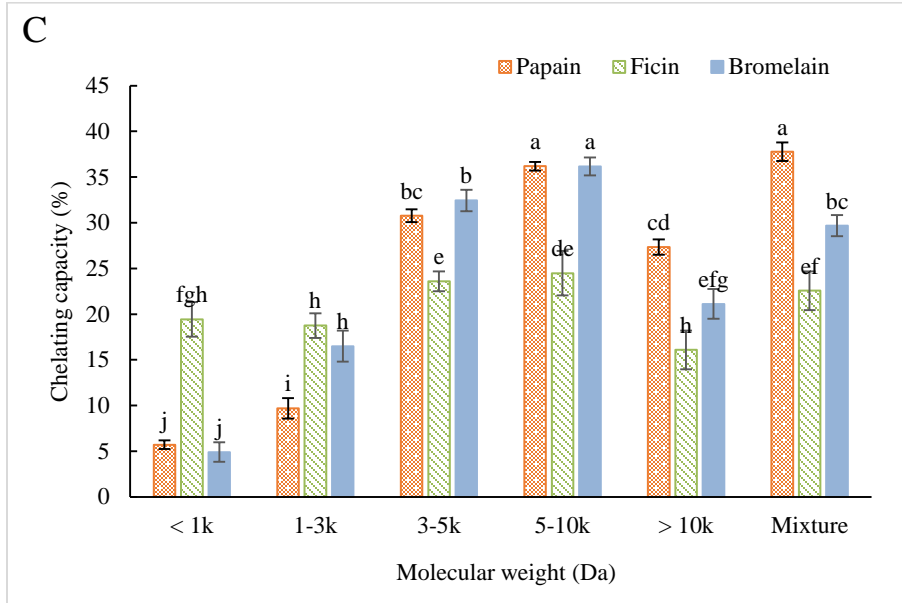 C
Papain Ficin Bromelain
Chelating capacity (%)
45
40
35
30
25
20
15
10
5
0
j fgh j
i h h
bc e b
a de a
cd h efg
a ef bc
< 1k 1-3k 3-5k 5-10k > 10k Mixture
Molecular weight (Da)